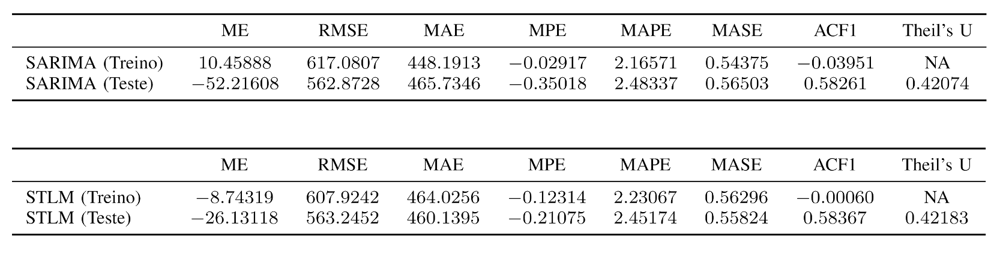 ME RMSE MAE MPE MAPE MASE ACF1 Theil's U
SARIMA (Treino) 10.45888 617.0807 448.1913 −0.02917 2.16571 0.54375 −0.03951 NA
SARIMA (Teste) −52.21608 562.8728 465.7346 −0.35018 2.48337 0.56503 0.58261 0.42074
ME RMSE MAE MPE MAPE MASE ACF1 Theil's U
STLM (Treino) −8.74319 607.9242 464.0256 −0.12314 2.23067 0.56296 −0.00060 NA
STLM (Teste) −26.13118 563.2452 460.1395 −0.21075 2.45174 0.55824 0.58367 0.42183